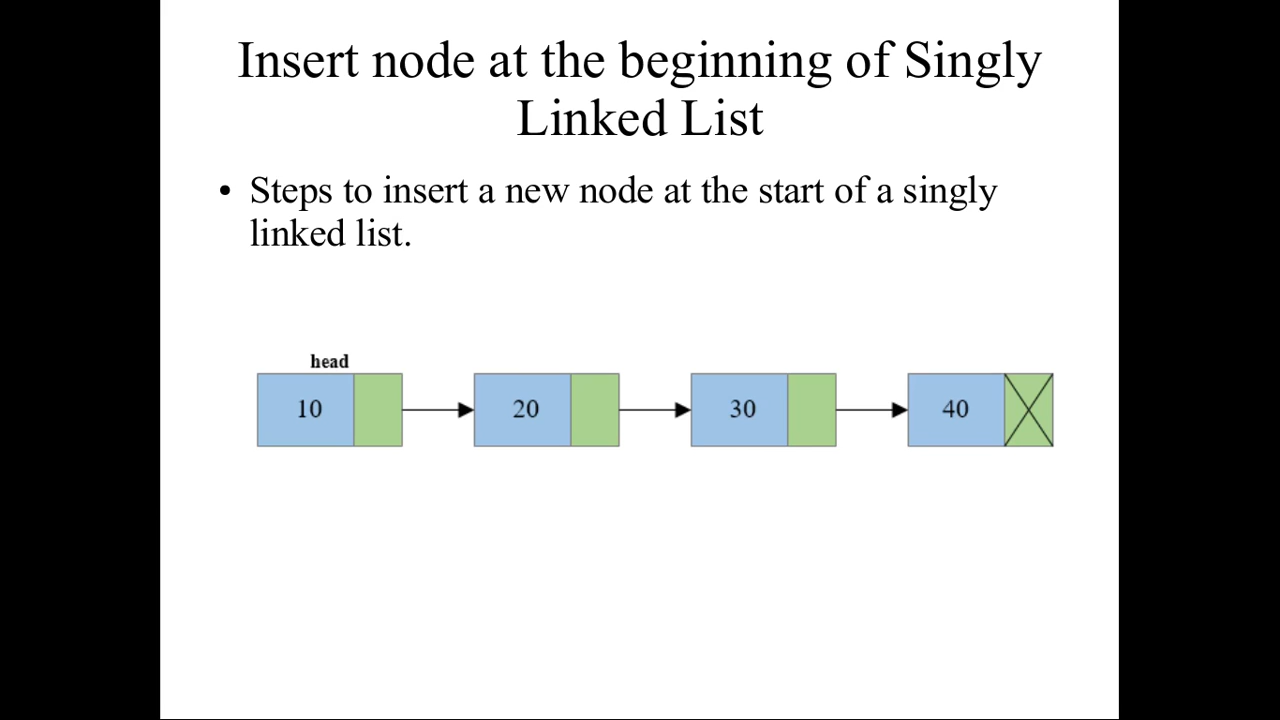 Insert node at the beginning of Singly
Linked List
• Steps to insert a new node at the start of a singly
linked list.
head
10
20
30
40